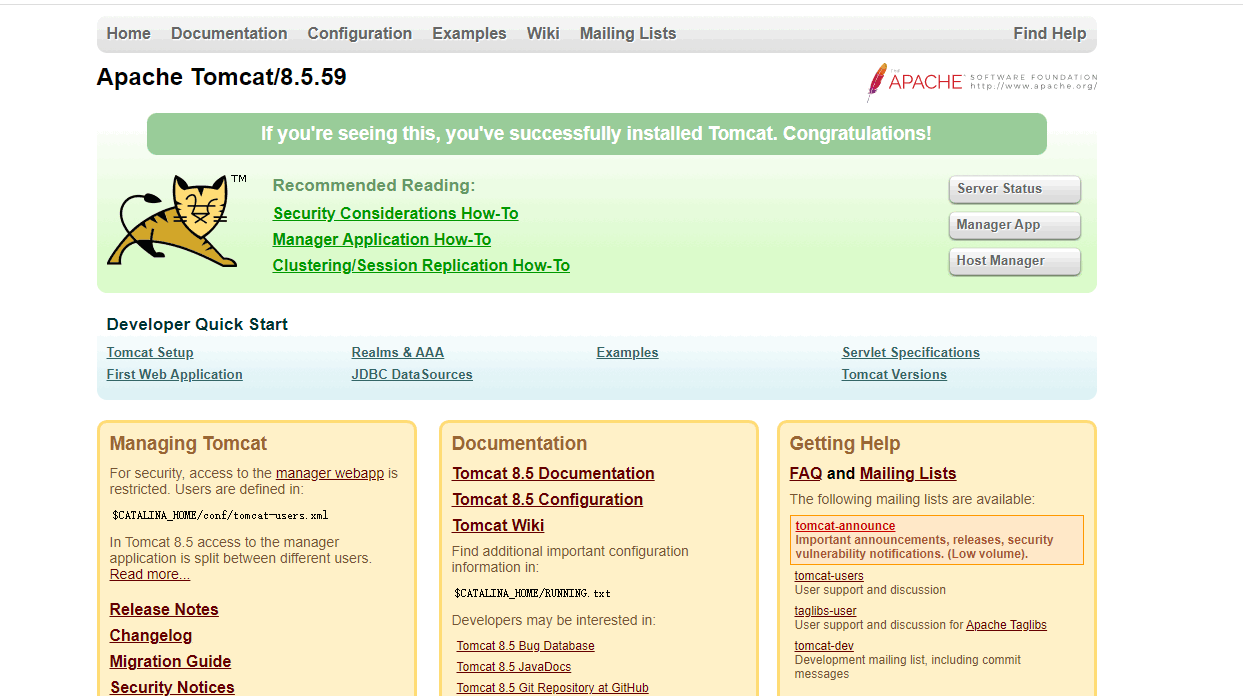 Home Documentation Configuration Examples Wiki Mailing Lists Find Help
Apache Tomcat/8.5.59
THE APACHE SOFTWARE FOUNDATION
http://www.apache.org/
If you're seeing this, you've successfully installed Tomcat. Congratulations!
TM
Recommended Reading:
Security Considerations How-To
Manager Application How-To
Clustering/Session Replication How-To
Server Status
Manager App
Host Manager
Developer Quick Start
Tomcat Setup
First Web Application
Realms & AAA
JDBC DataSources
Examples
Servlet Specifications
Tomcat Versions
Managing Tomcat
For security, access to the manager webapp is
restricted. Users are defined in:
$CATALINA_HOME/conf/tomcat-users.xml
In Tomcat 8.5 access to the manager
application is split between different users.
Read more...
Release Notes
Changelog
Migration Guide
Security Notices
Documentation
Tomcat 8.5 Documentation
Tomcat 8.5 Configuration
Tomcat Wiki
Find additional important configuration
information in:
$CATALINA_HOME/RUNNING.txt
Developers may be interested in:
Tomcat 8.5 Bug Database
Tomcat 8.5 JavaDocs
Tomcat 8.5 Git Repository at GitHub
Getting Help
FAQ and Mailing Lists
The following mailing lists are available:
tomcat-announce
Important announcements, releases, security
vulnerability notifications. (Low volume).
tomcat-users
User support and discussion
taglibs-user
User support and discussion for Apache Taglibs
tomcat-dev
Development mailing list, including commit
messages